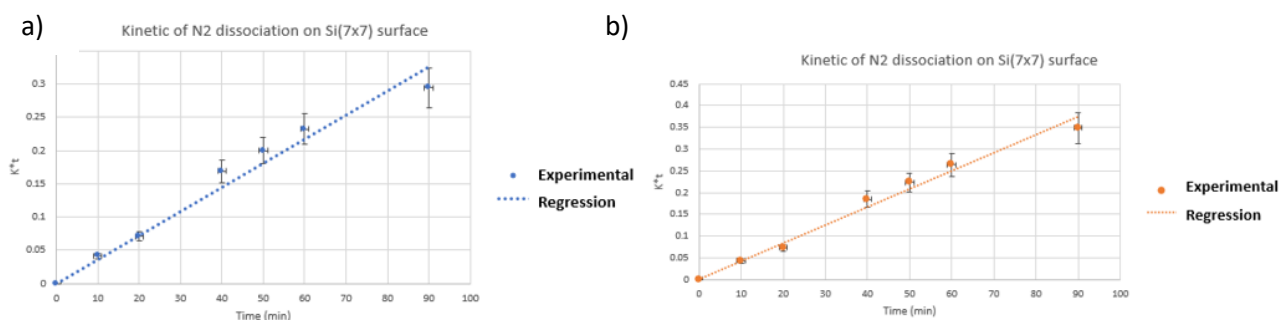 a)
Kinetic of N2 dissociation on Si(7x7) surface
0.3
0.25
0.2
0.15
0.1
0.05
0
K*t
0 10 20 30 40 50 60 70 80 90 100
Time (min)
Experimental
Regression
b)
Kinetic of N2 dissociation on Si(7x7) surface
0.45
0.4
0.35
0.3
0.25
0.2
0.15
0.1
0.05
0
K*t
0 10 20 30 40 50 60 70 80 90 100
Time (min)
Experimental
Regression